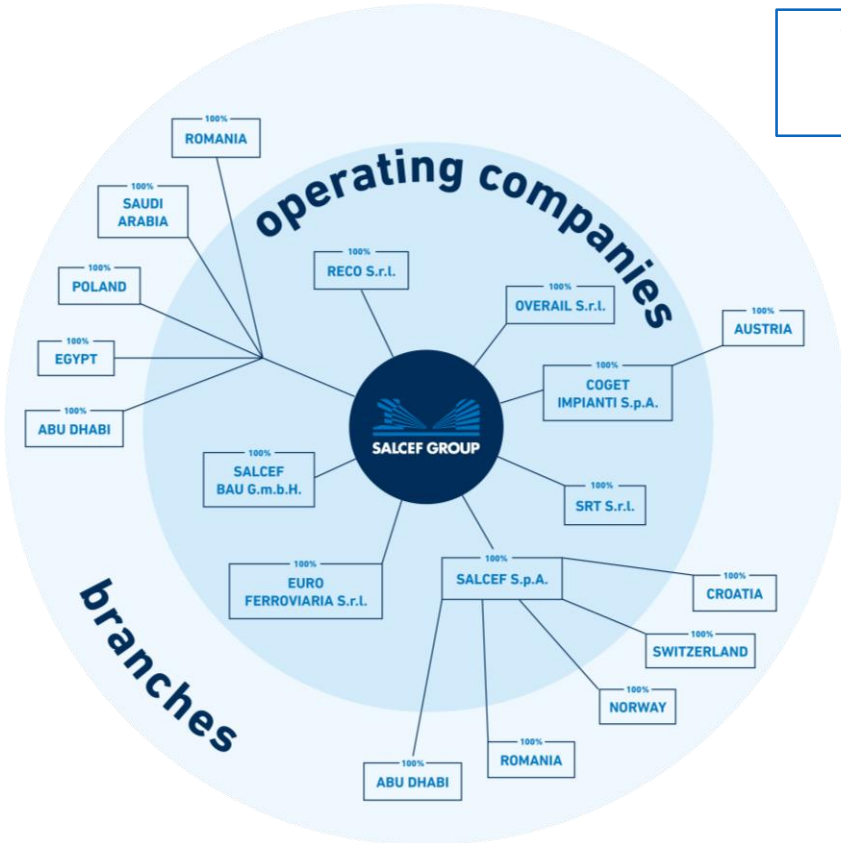 operating companies
branches
100%
ROMANIA
100%
SAUDI
ARABIA
100%
POLAND
100%
EGYPT
100%
ABU DHABI
100%
RECO S.r.l.
100%
OVERAIL S.r.l.
100%
COGET
IMPIANTI S.p.A.
100%
AUSTRIA
SALCEF GROUP
100%
SALCEF
BAU G.m.b.H.
100%
SRT S.r.l.
100%
EURO
FERROVIARIA S.r.l.
100%
SALCEF S.p.A.
100%
CROATIA
100%
SWITZERLAND
100%
NORWAY
100%
ROMANIA
100%
ABU DHABI